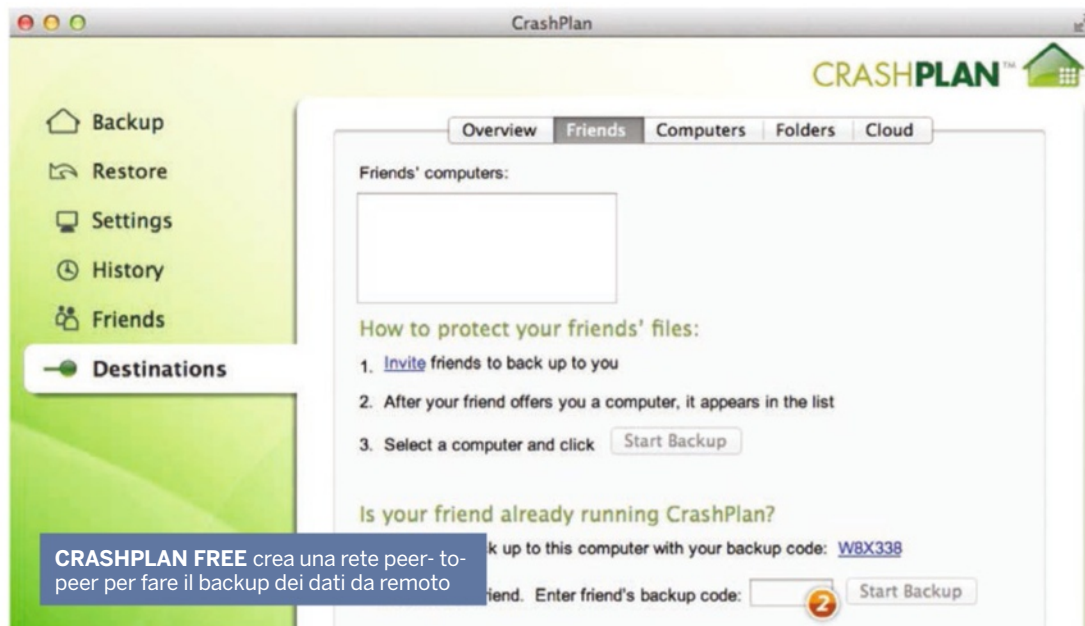 CrashPlan
CRASHPLAN™
Backup
Restore
Settings
History
Friends
Destinations
Overview Friends Computers Folders Cloud
Friends' computers:
How to protect your friends' files:
1. Invite friends to back up to you
2. After your friend offers you a computer, it appears in the list
3. Select a computer and click Start Backup
Is your friend already running CrashPlan?
k up to this computer with your backup code: W8X338
iend. Enter friend's backup code: 2 Start Backup
CRASHPLAN FREE crea una rete peer- to-
peer per fare il backup dei dati da remoto